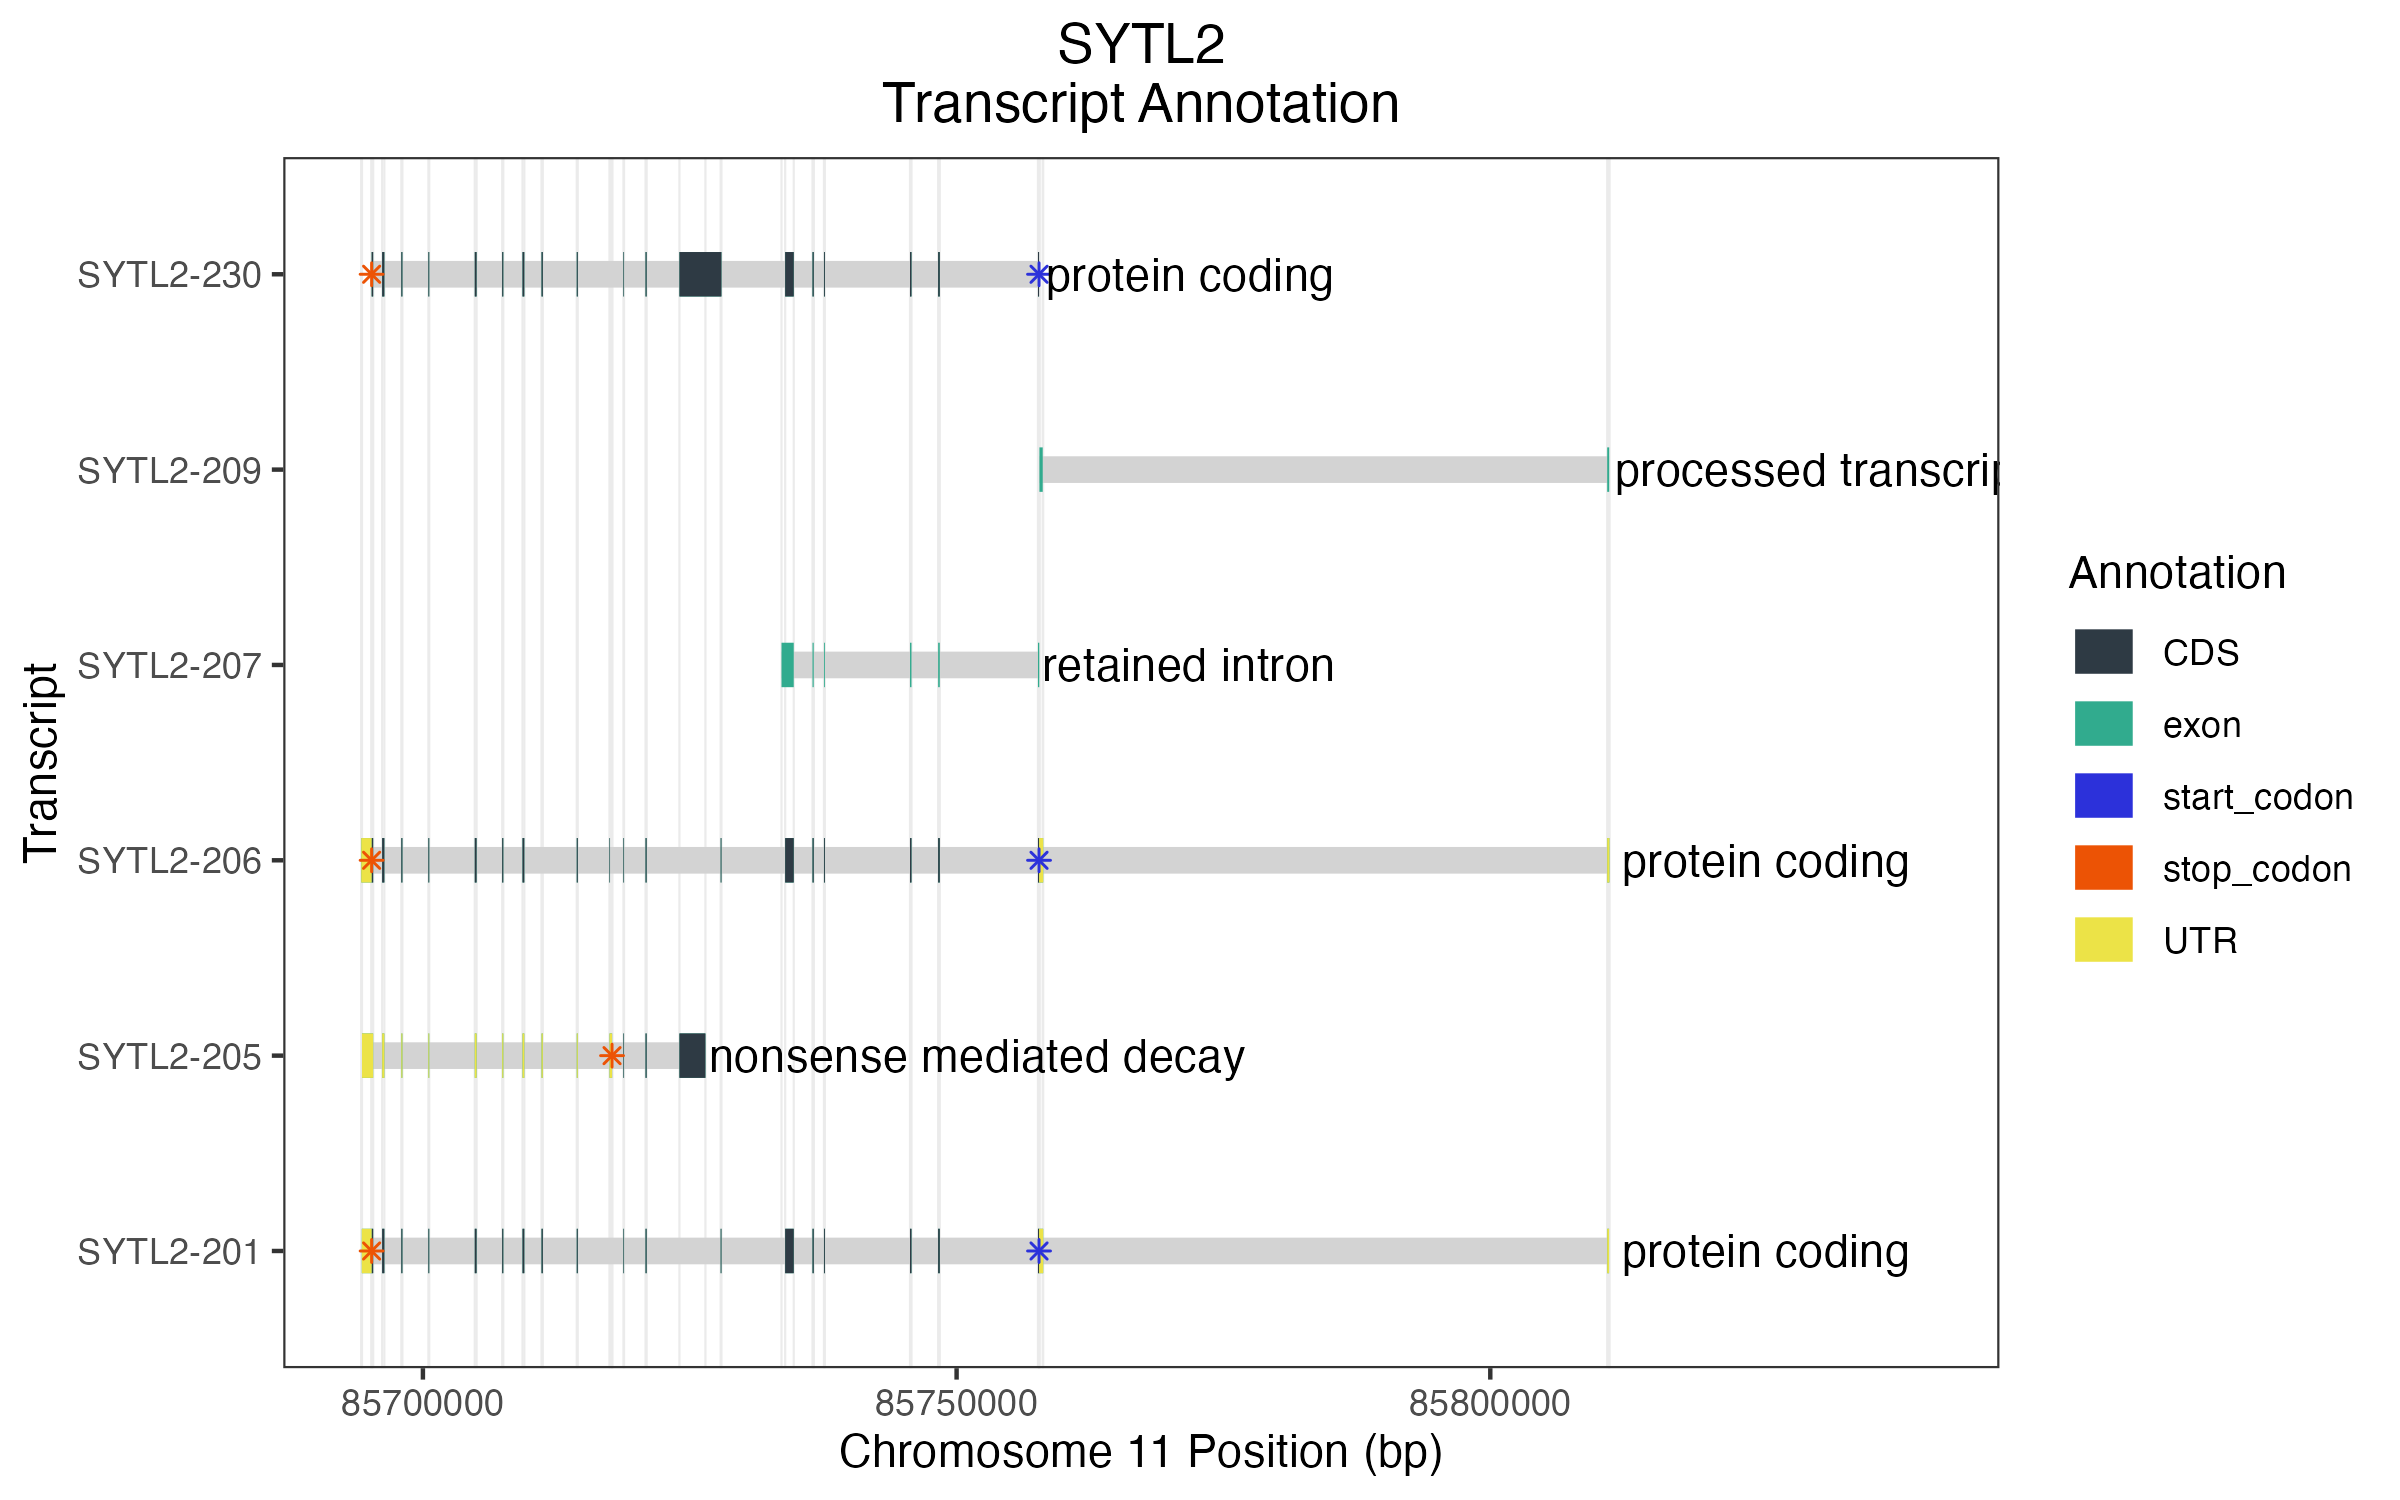 SYTL2
Transcript Annotation
Transcript
SYTL2-230
protein coding
SYTL2-209
processed transcrip
SYTL2-207
retained intron
SYTL2-206
protein coding
SYTL2-205
nonsense mediated decay
SYTL2-201
protein coding
85700000 85750000 85800000
Chromosome 11 Position (bp)
Annotation
CDS
exon
start_codon
stop_codon
UTR